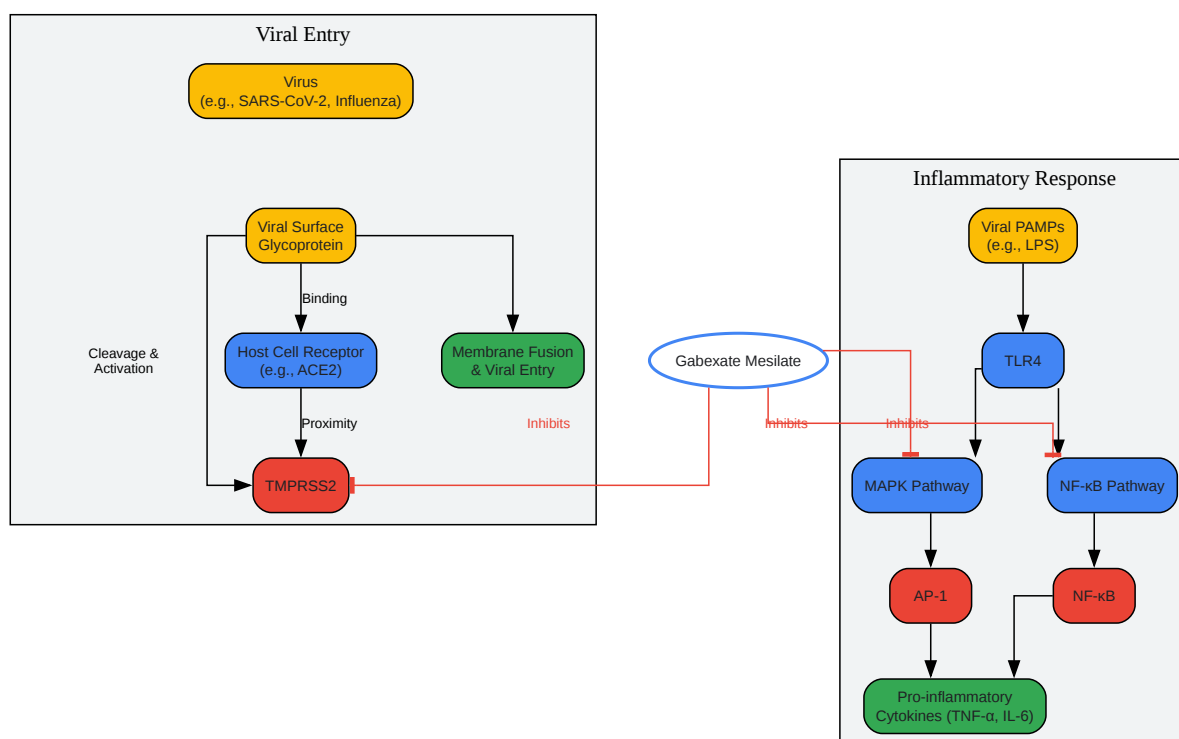 Viral Entry
Virus
(e.g., SARS-CoV-2, Influenza)
Viral Surface
Glycoprotein
Binding
Cleavage &
Activation
Host Cell Receptor
(e.g., ACE2)
Membrane Fusion
& Viral Entry
Proximity
Inhibits
TMPRSS2
Gabexate Mesilate
Inhibits
Inhibits
Inflammatory Response
Viral PAMPs
(e.g., LPS)
TLR4
MAPK Pathway
NF-κB Pathway
AP-1
NF-κB
Pro-inflammatory
Cytokines (TNF-α, IL-6)